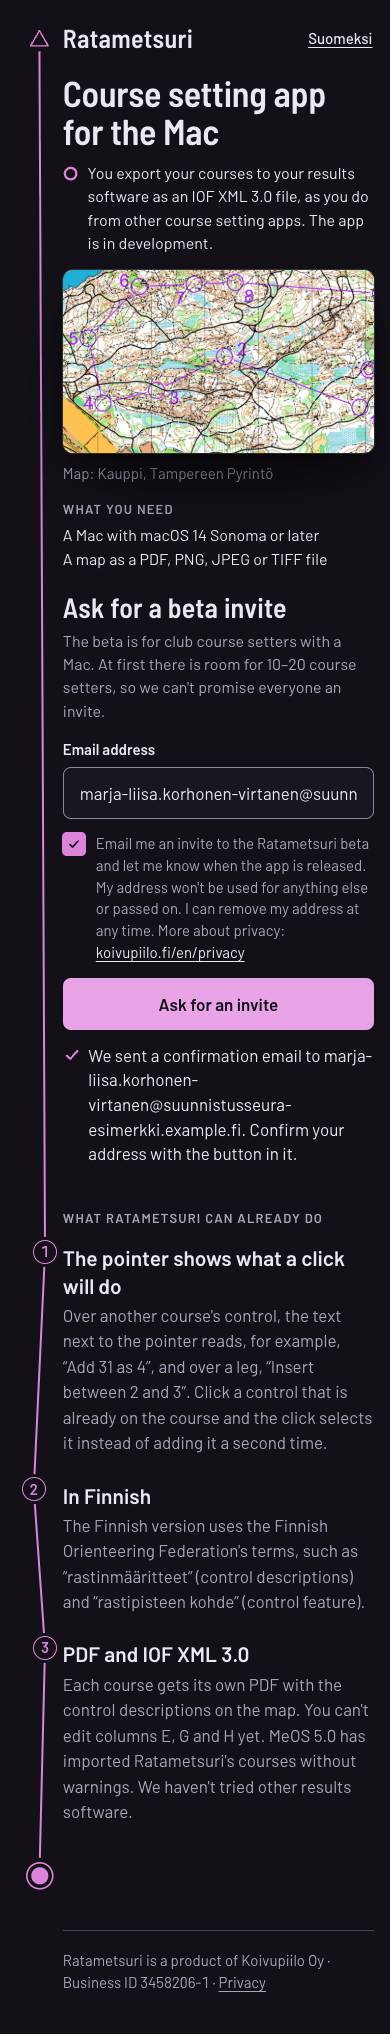 Ratametsuri
Suomeksi
Course setting app
for the Mac
You export your courses to your results
software as an IOF XML 3.0 file, as you do
from other course setting apps. The app
is in development.
6
7
8
5
2
4
3
Map: Kauppi, Tampereen Pyrintö
WHAT YOU NEED
A Mac with macOS 14 Sonoma or later
A map as a PDF, PNG, JPEG or TIFF file
Ask for a beta invite
The beta is for club course setters with a
Mac. At first there is room for 10–20 course
setters, so we can't promise everyone an
invite.
Email address
marja-liisa.korhonen-virtanen@suunn
Email me an invite to the Ratametsuri beta
and let me know when the app is released.
My address won't be used for anything else
or passed on. I can remove my address at
any time. More about privacy:
koivupiilo.fi/en/privacy
Ask for an invite
We sent a confirmation email to marja-
liisa.korhonen-
virtanen@suunnistusseura-
esimerkki.example.fi. Confirm your
address with the button in it.
WHAT RATAMETSURI CAN ALREADY DO
1
The pointer shows what a click
will do
Over another course's control, the text
next to the pointer reads, for example,
“Add 31 as 4”, and over a leg, “Insert
between 2 and 3”. Click a control that is
already on the course and the click selects
it instead of adding it a second time.
2
In Finnish
The Finnish version uses the Finnish
Orienteering Federation's terms, such as
“rastinmääritteet” (control descriptions)
and “rastipisteen kohde” (control feature).
3
PDF and IOF XML 3.0
Each course gets its own PDF with the
control descriptions on the map. You can't
edit columns E, G and H yet. MeOS 5.0 has
imported Ratametsuri's courses without
warnings. We haven't tried other results
software.
Ratametsuri is a product of Koivupiilo Oy ·
Business ID 3458206-1 · Privacy